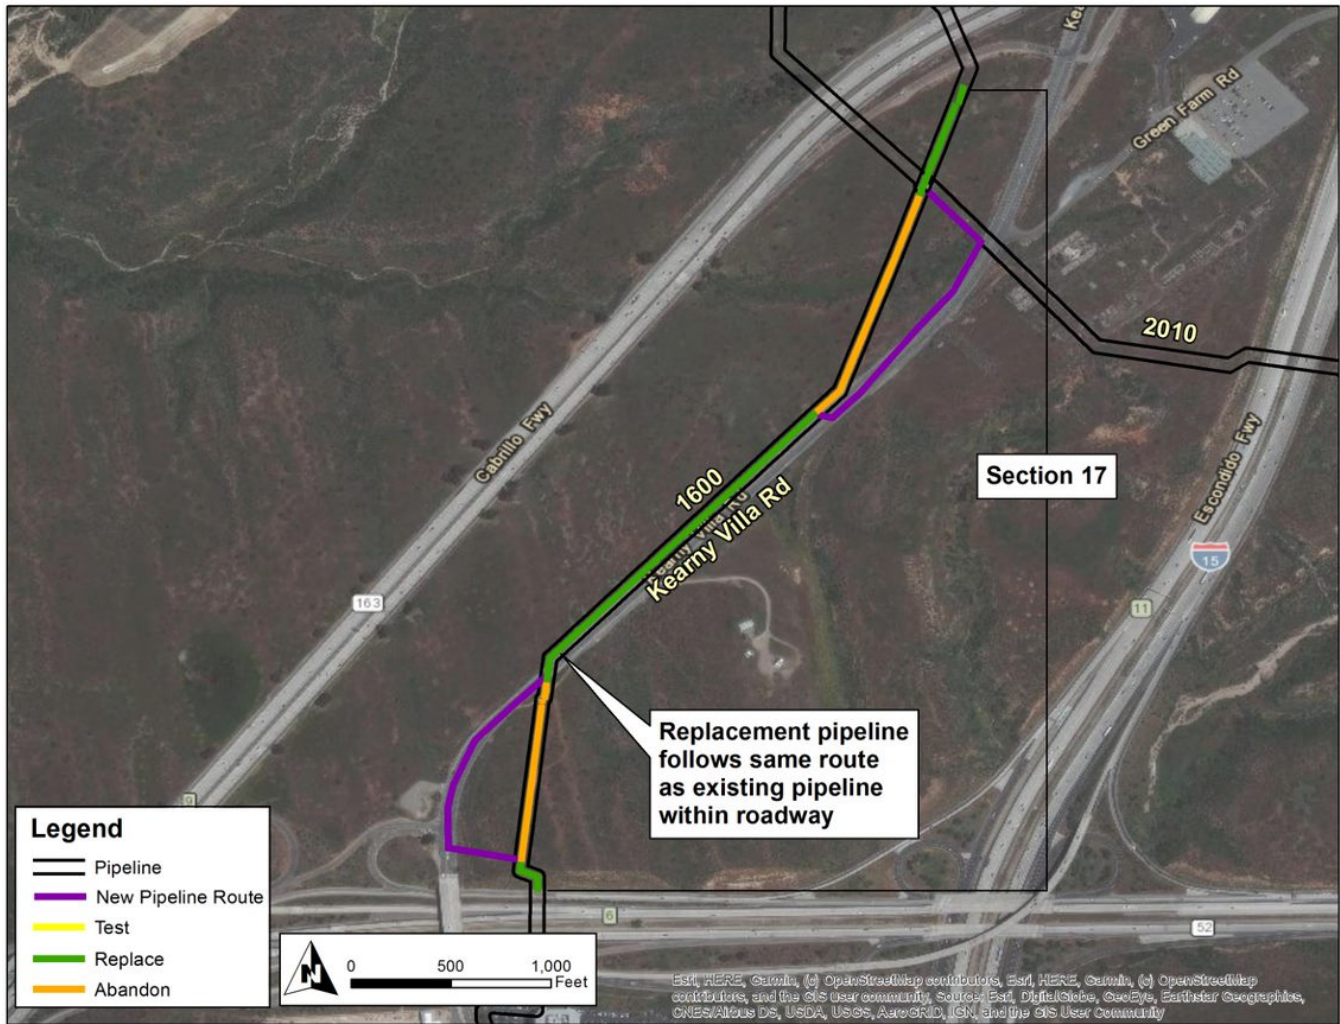 Kea
Green Farm Rd
2010
Cabrillo Fwy
Section 17
Escondido Fwy
1600
Kearny Villa Rd
Kearny Villa Rd
15
163
11
Replacement pipeline
follows same route
as existing pipeline
within roadway
9
Legend
Pipeline
New Pipeline Route
Test
Replace
Abandon
6
52
N
0 500 1,000
Feet
Esri, HERE, Garmin, (c) OpenStreetMap contributors, Esri, HERE, Garmin, (c) OpenStreetMap
contributors, and the GIS user community, Source: Esri, DigitalGlobe, GeoEye, Earthstar Geographics,
CNES/Airbus DS, USDA, USGS, AeroGRID, IGN, and the GIS User Community